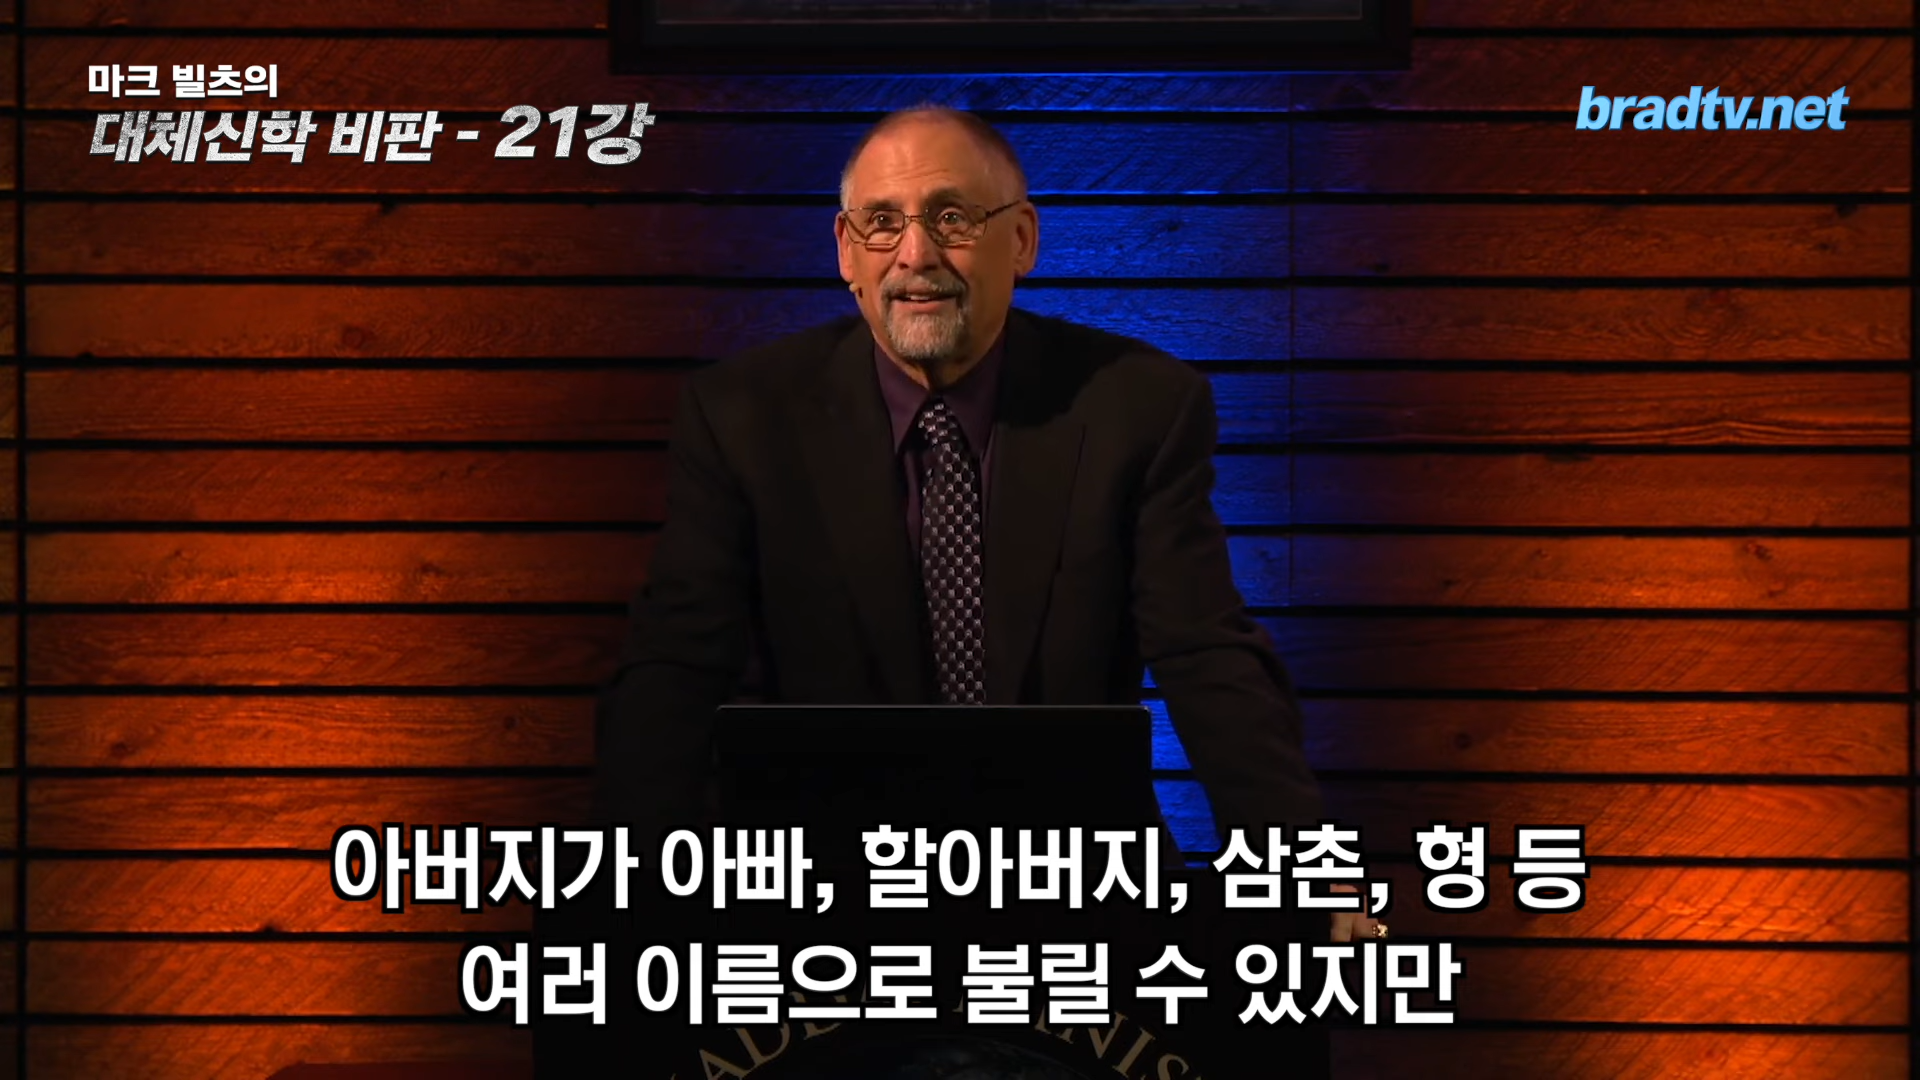 마크 빌츠의
대체신학 비판 - 21강
bradtv.net
아버지가 아빠, 할아버지, 삼촌, 형 등
여러 이름으로 불릴 수 있지만